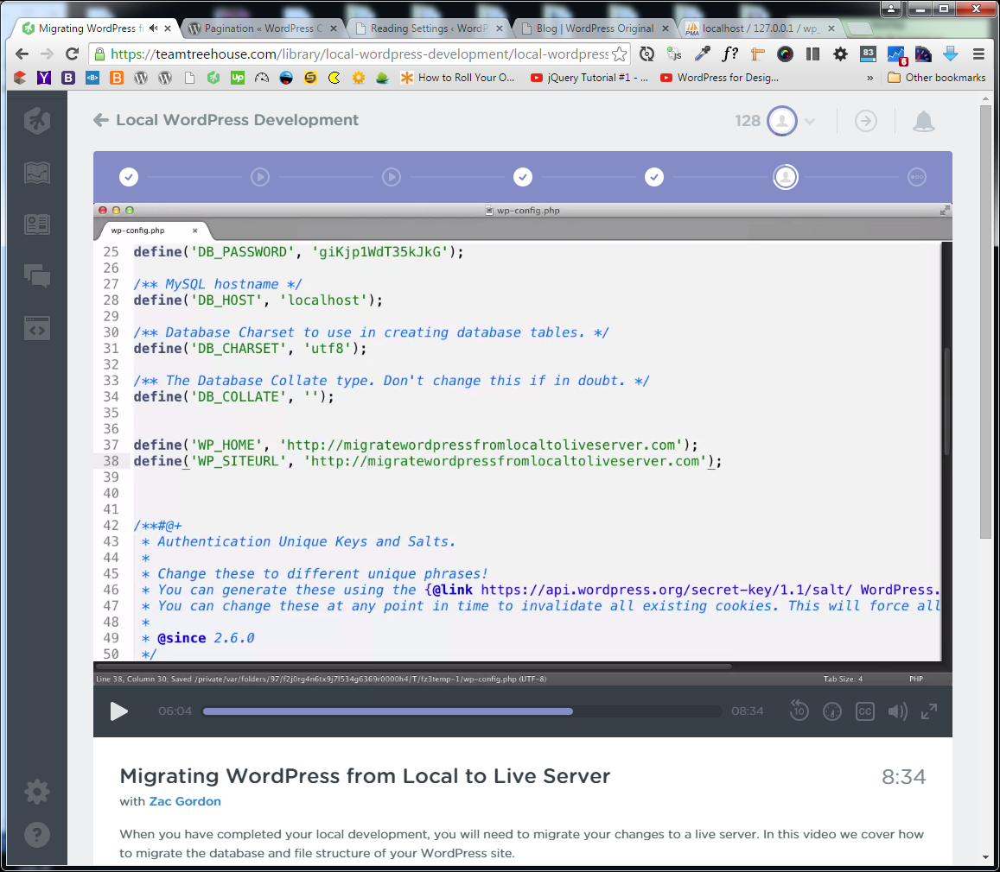 Migrating WordPress fr
Pagination « WordPress C
Reading Settings ‹ WordP
Blog | WordPress Original
localhost / 127.0.0.1 / wp_
https://teamtreehouse.com/library/local-wordpress-development/local-wordpress
f?
83
6
How to Roll Your O...
jQuery Tutorial #1 - ...
WordPress for Desig...
»
Other bookmarks
Local WordPress Development
128
wp-config.php
wp-config.php
25 define('DB_PASSWORD', 'giKjp1WdT35kJkG');
26
27 /** MySQL hostname */
28 define('DB_HOST', 'localhost');
29
30 /** Database Charset to use in creating database tables. */
31 define('DB_CHARSET', 'utf8');
32
33 /** The Database Collate type. Don't change this if in doubt. */
34 define('DB_COLLATE', '');
35
36
37 define('WP_HOME', 'http://migratewordpressfromlocaltoliveserver.com');
38 define('WP_SITEURL', 'http://migratewordpressfromlocaltoliveserver.com');
39
40
41
42 /**#@+
43 * Authentication Unique Keys and Salts.
44 *
45 * Change these to different unique phrases!
46 * You can generate these using the {@link https://api.wordpress.org/secret-key/1.1/salt/ WordPress.
47 * You can change these at any point in time to invalidate all existing cookies. This will force all
48 *
49 * @since 2.6.0
50 */
Line 38, Column 30; Saved /private/var/folders/97/f2j0rg4n6tx9j7l534g6369r0000h4/T/fz3temp-1/wp-config.php (UTF-8)
Tab Size: 4
PHP
06:04
08:34
10
CC
Migrating WordPress from Local to Live Server
8:34
with Zac Gordon
When you have completed your local development, you will need to migrate your changes to a live server. In this video we cover how
to migrate the database and file structure of your WordPress site.